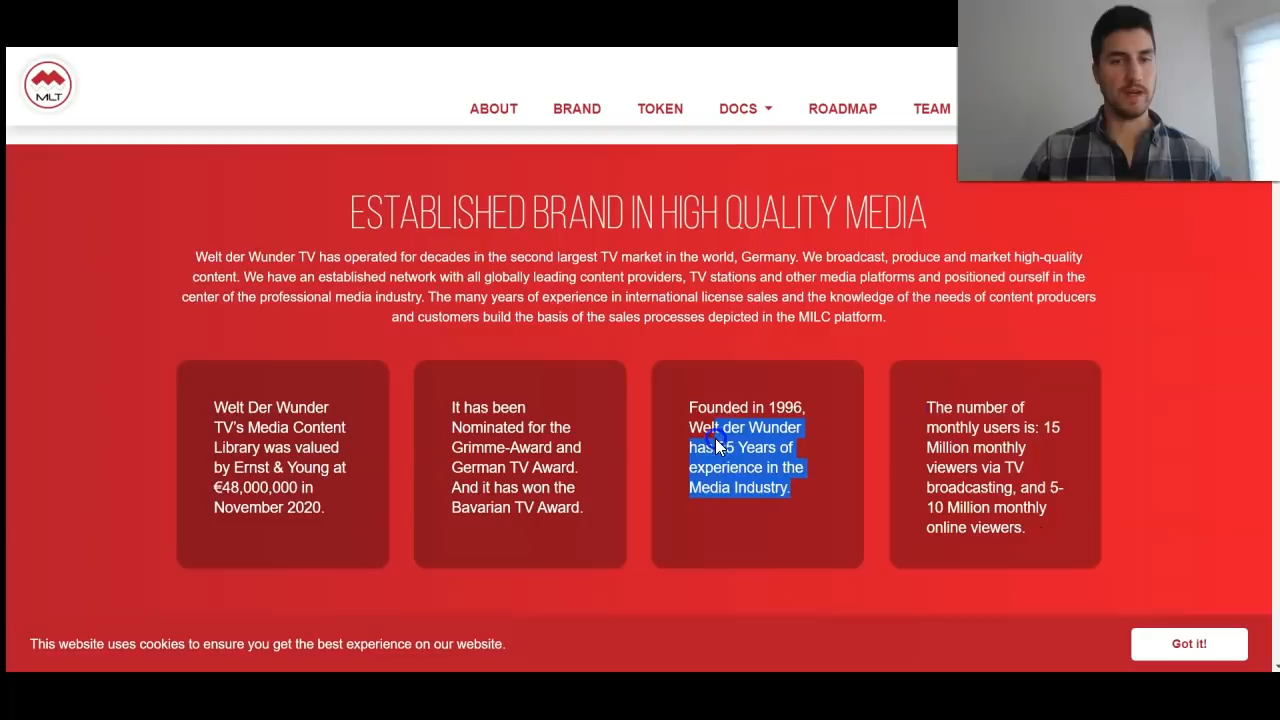 MLT
ABOUT
BRAND
TOKEN
DOCS
ROADMAP
TEAM
ESTABLISHED BRAND IN HIGH QUALITY MEDIA
Welt der Wunder TV has operated for decades in the second largest TV market in the world, Germany. We broadcast, produce and market high-quality
content. We have an established network with all globally leading content providers, TV stations and other media platforms and positioned ourself in the
center of the professional media industry. The many years of experience in international license sales and the knowledge of the needs of content producers
and customers build the basis of the sales processes depicted in the MILC platform.
Welt Der Wunder
TV's Media Content
Library was valued
by Ernst & Young at
€48,000,000 in
November 2020.
It has been
Nominated for the
Grimme-Award and
German TV Award.
And it has won the
Bavarian TV Award.
Founded in 1996,
Welt der Wunder
has 5 Years of
experience in the
Media Industry.
The number of
monthly users is: 15
Million monthly
viewers via TV
broadcasting, and 5-
10 Million monthly
online viewers.
This website uses cookies to ensure you get the best experience on our website.
Got it!